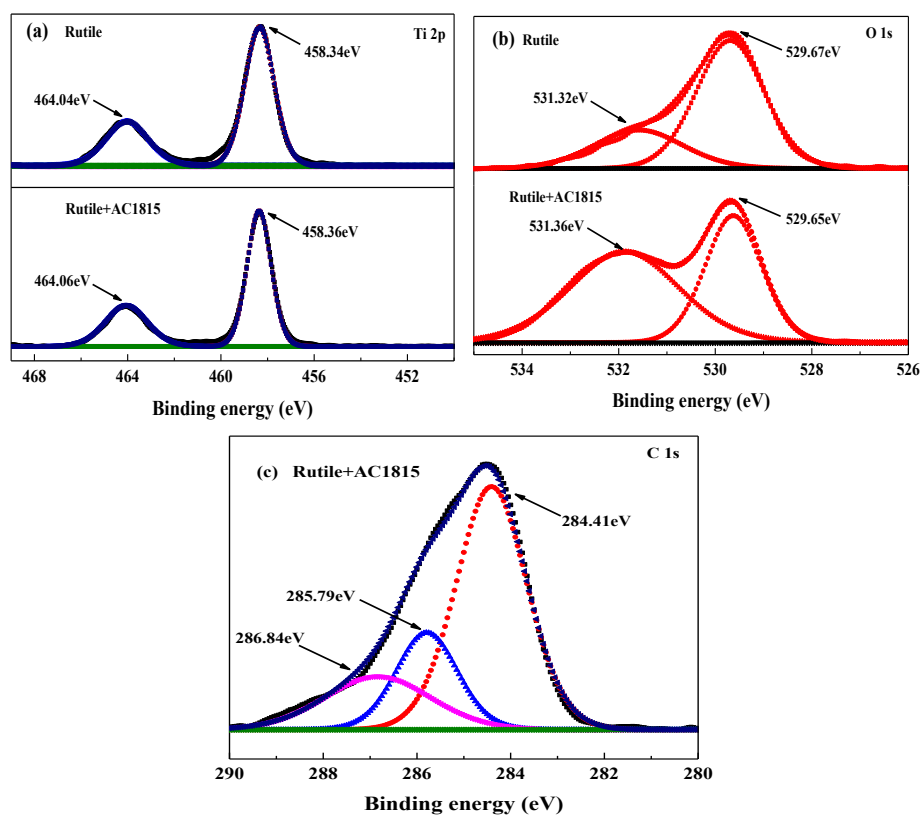 (a) Rutile Ti 2p
458.34eV
464.04eV
Rutile+AC1815
458.36eV
464.06eV
468 464 460 456 452
Binding energy (eV)
(b) O 1s
Rutile
529.67eV
531.32eV
Rutile+AC1815
529.65eV
531.36eV
534 532 530 528 526
Binding energy (eV)
C 1s
(c) Rutile+AC1815
284.41eV
285.79eV
286.84eV
290 288 286 284 282 280
Binding energy (eV)